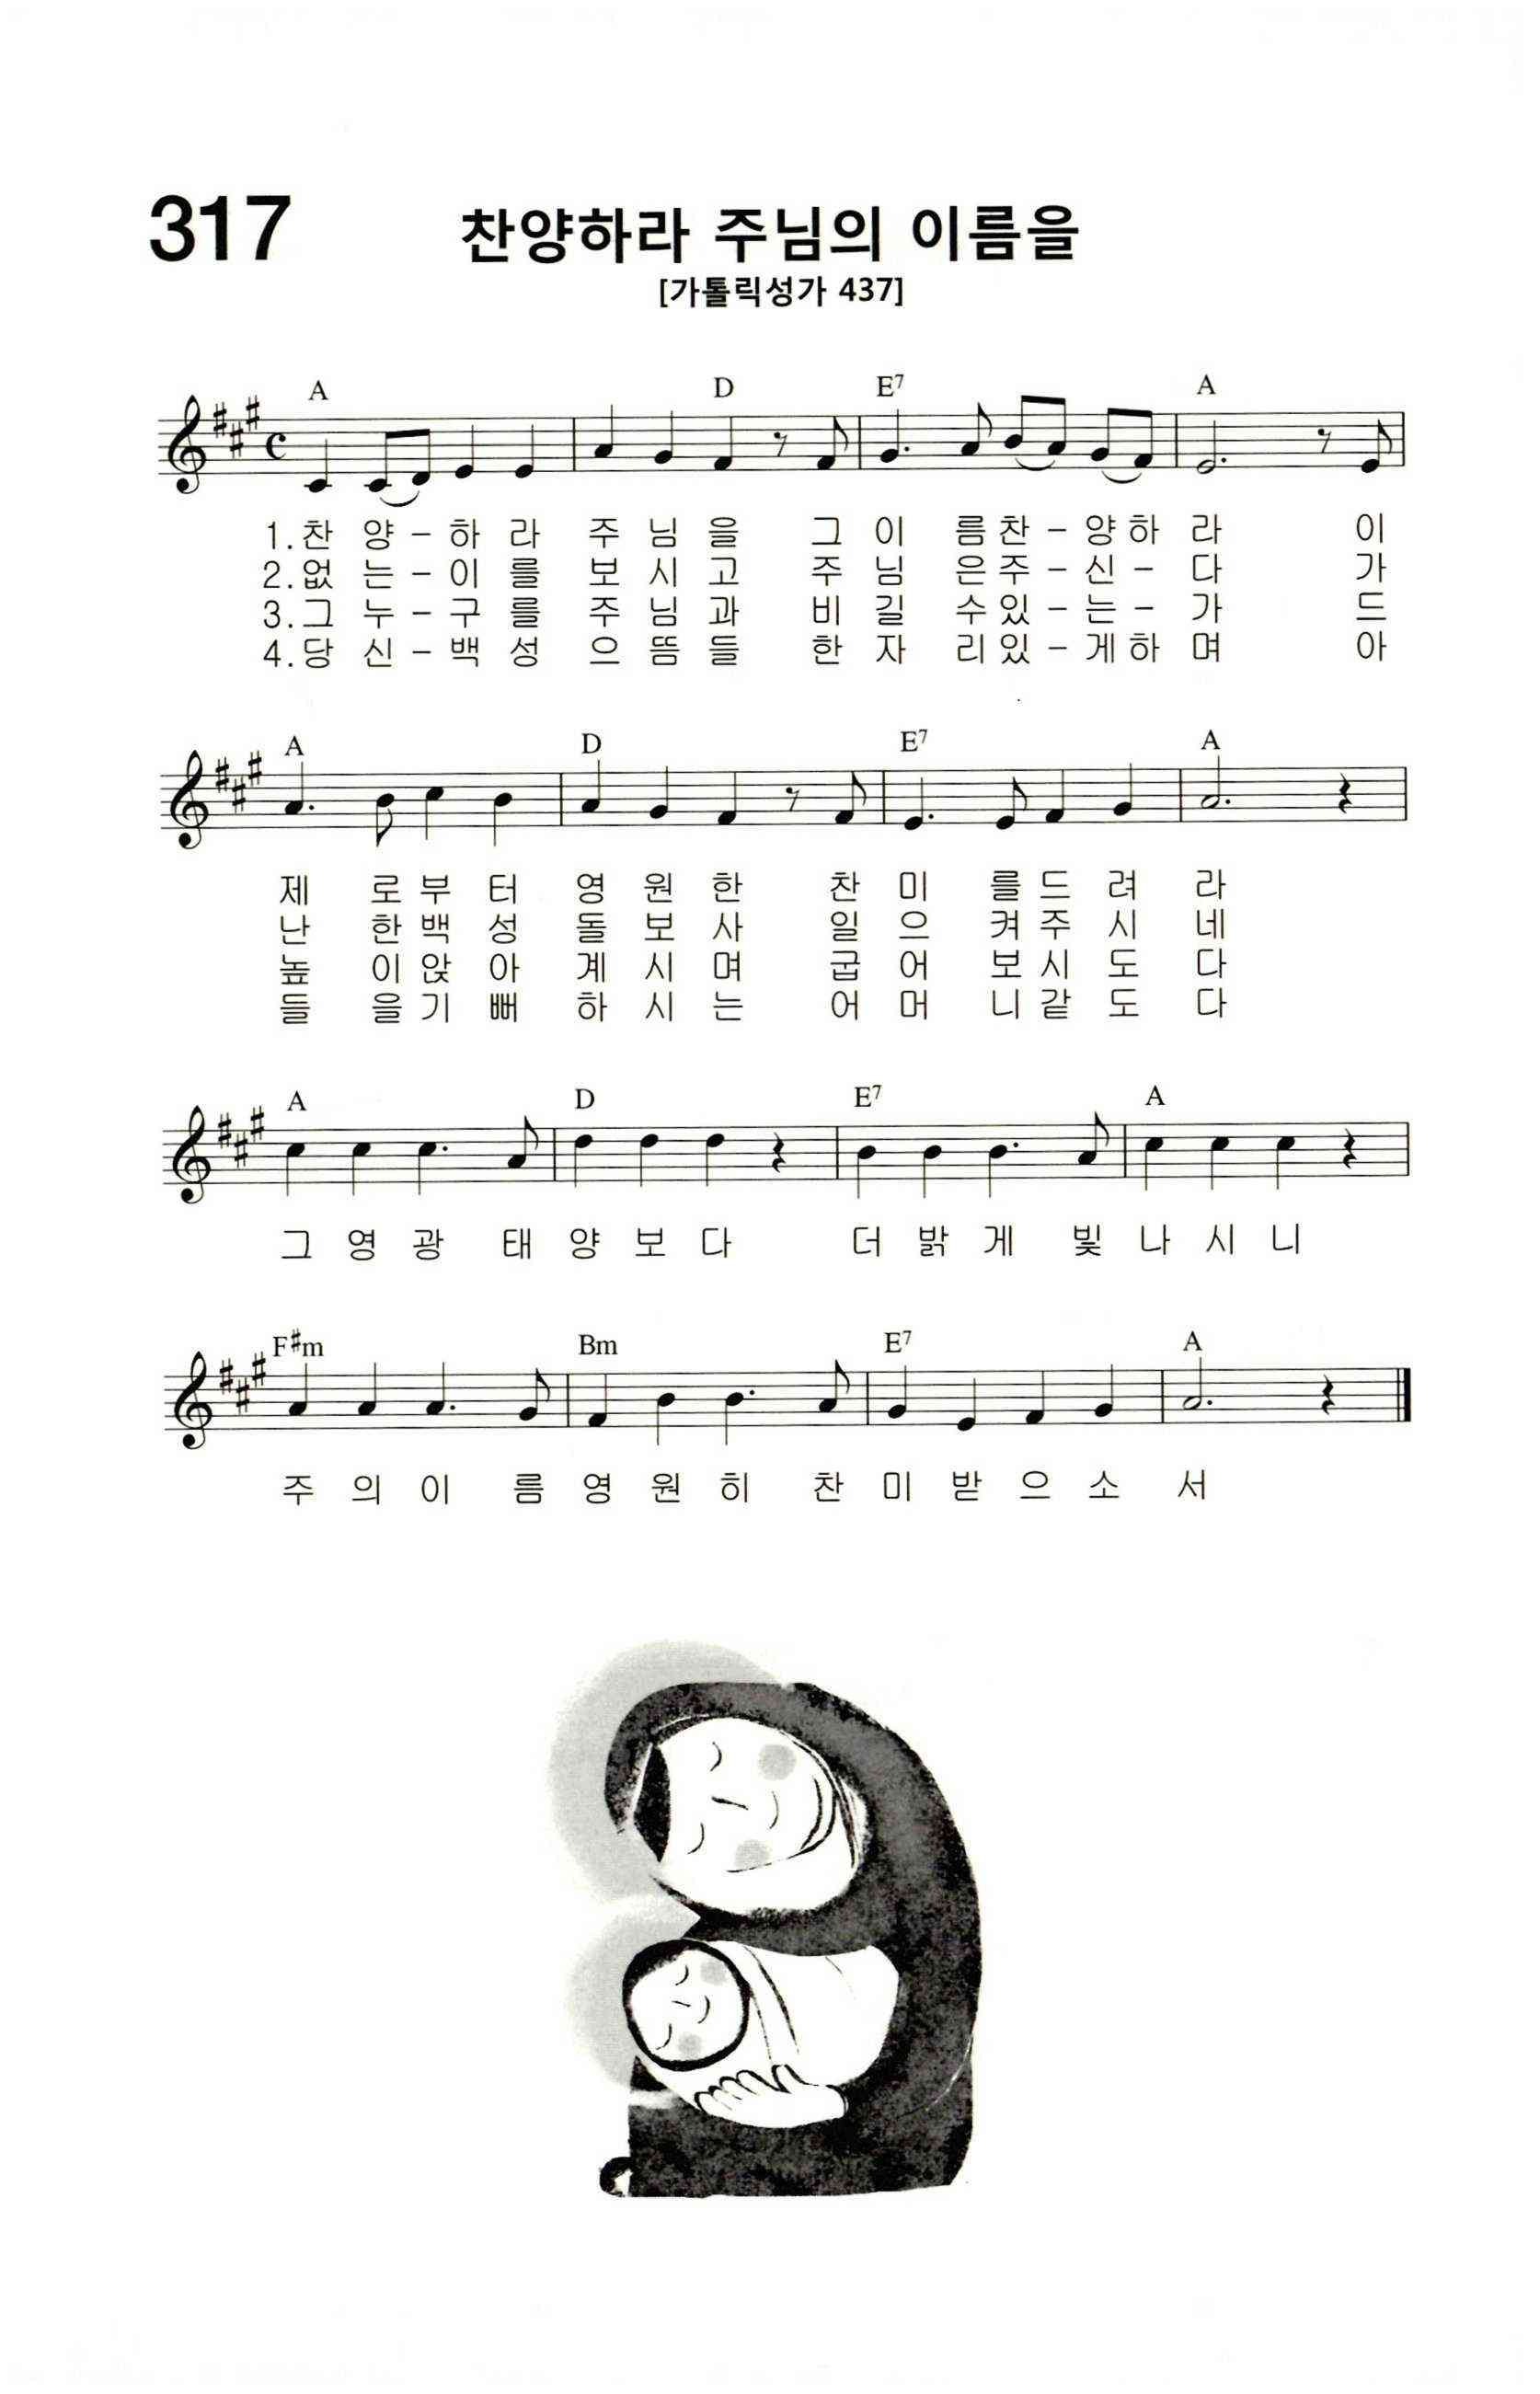 317
찬양하라 주님의 이름을
[가톨릭성가 437]
A D E7 A
1.찬 양 - 하 라 주 님 을 그 이 름 찬 - 양 하 라 이
2.없 는 - 이 를 보 시 고 주 님 은 주 - 신 - 다 가
3.그 누 - 구 를 주 님 과 비 길 수 있 - 는 - 가 드
4.당 신 - 백 성 으 뜸 들 한 자 리 있 - 게 하 며 아
A D E7 A
제 로 부 터 영 원 한 찬 미 를 드 려 라
난 한 백 성 돌 보 사 일 으 켜 주 시 네
높 이 앉 아 계 시 며 굽 어 보 시 도 다
들 을 기 뻐 하 시 는 어 머 니 같 도 다
A D E7 A
그 영 광 태 양 보 다 더 밝 게 빛 나 시 니
F#m Bm E7 A
주 의 이 름 영 원 히 찬 미 받 으 소 서